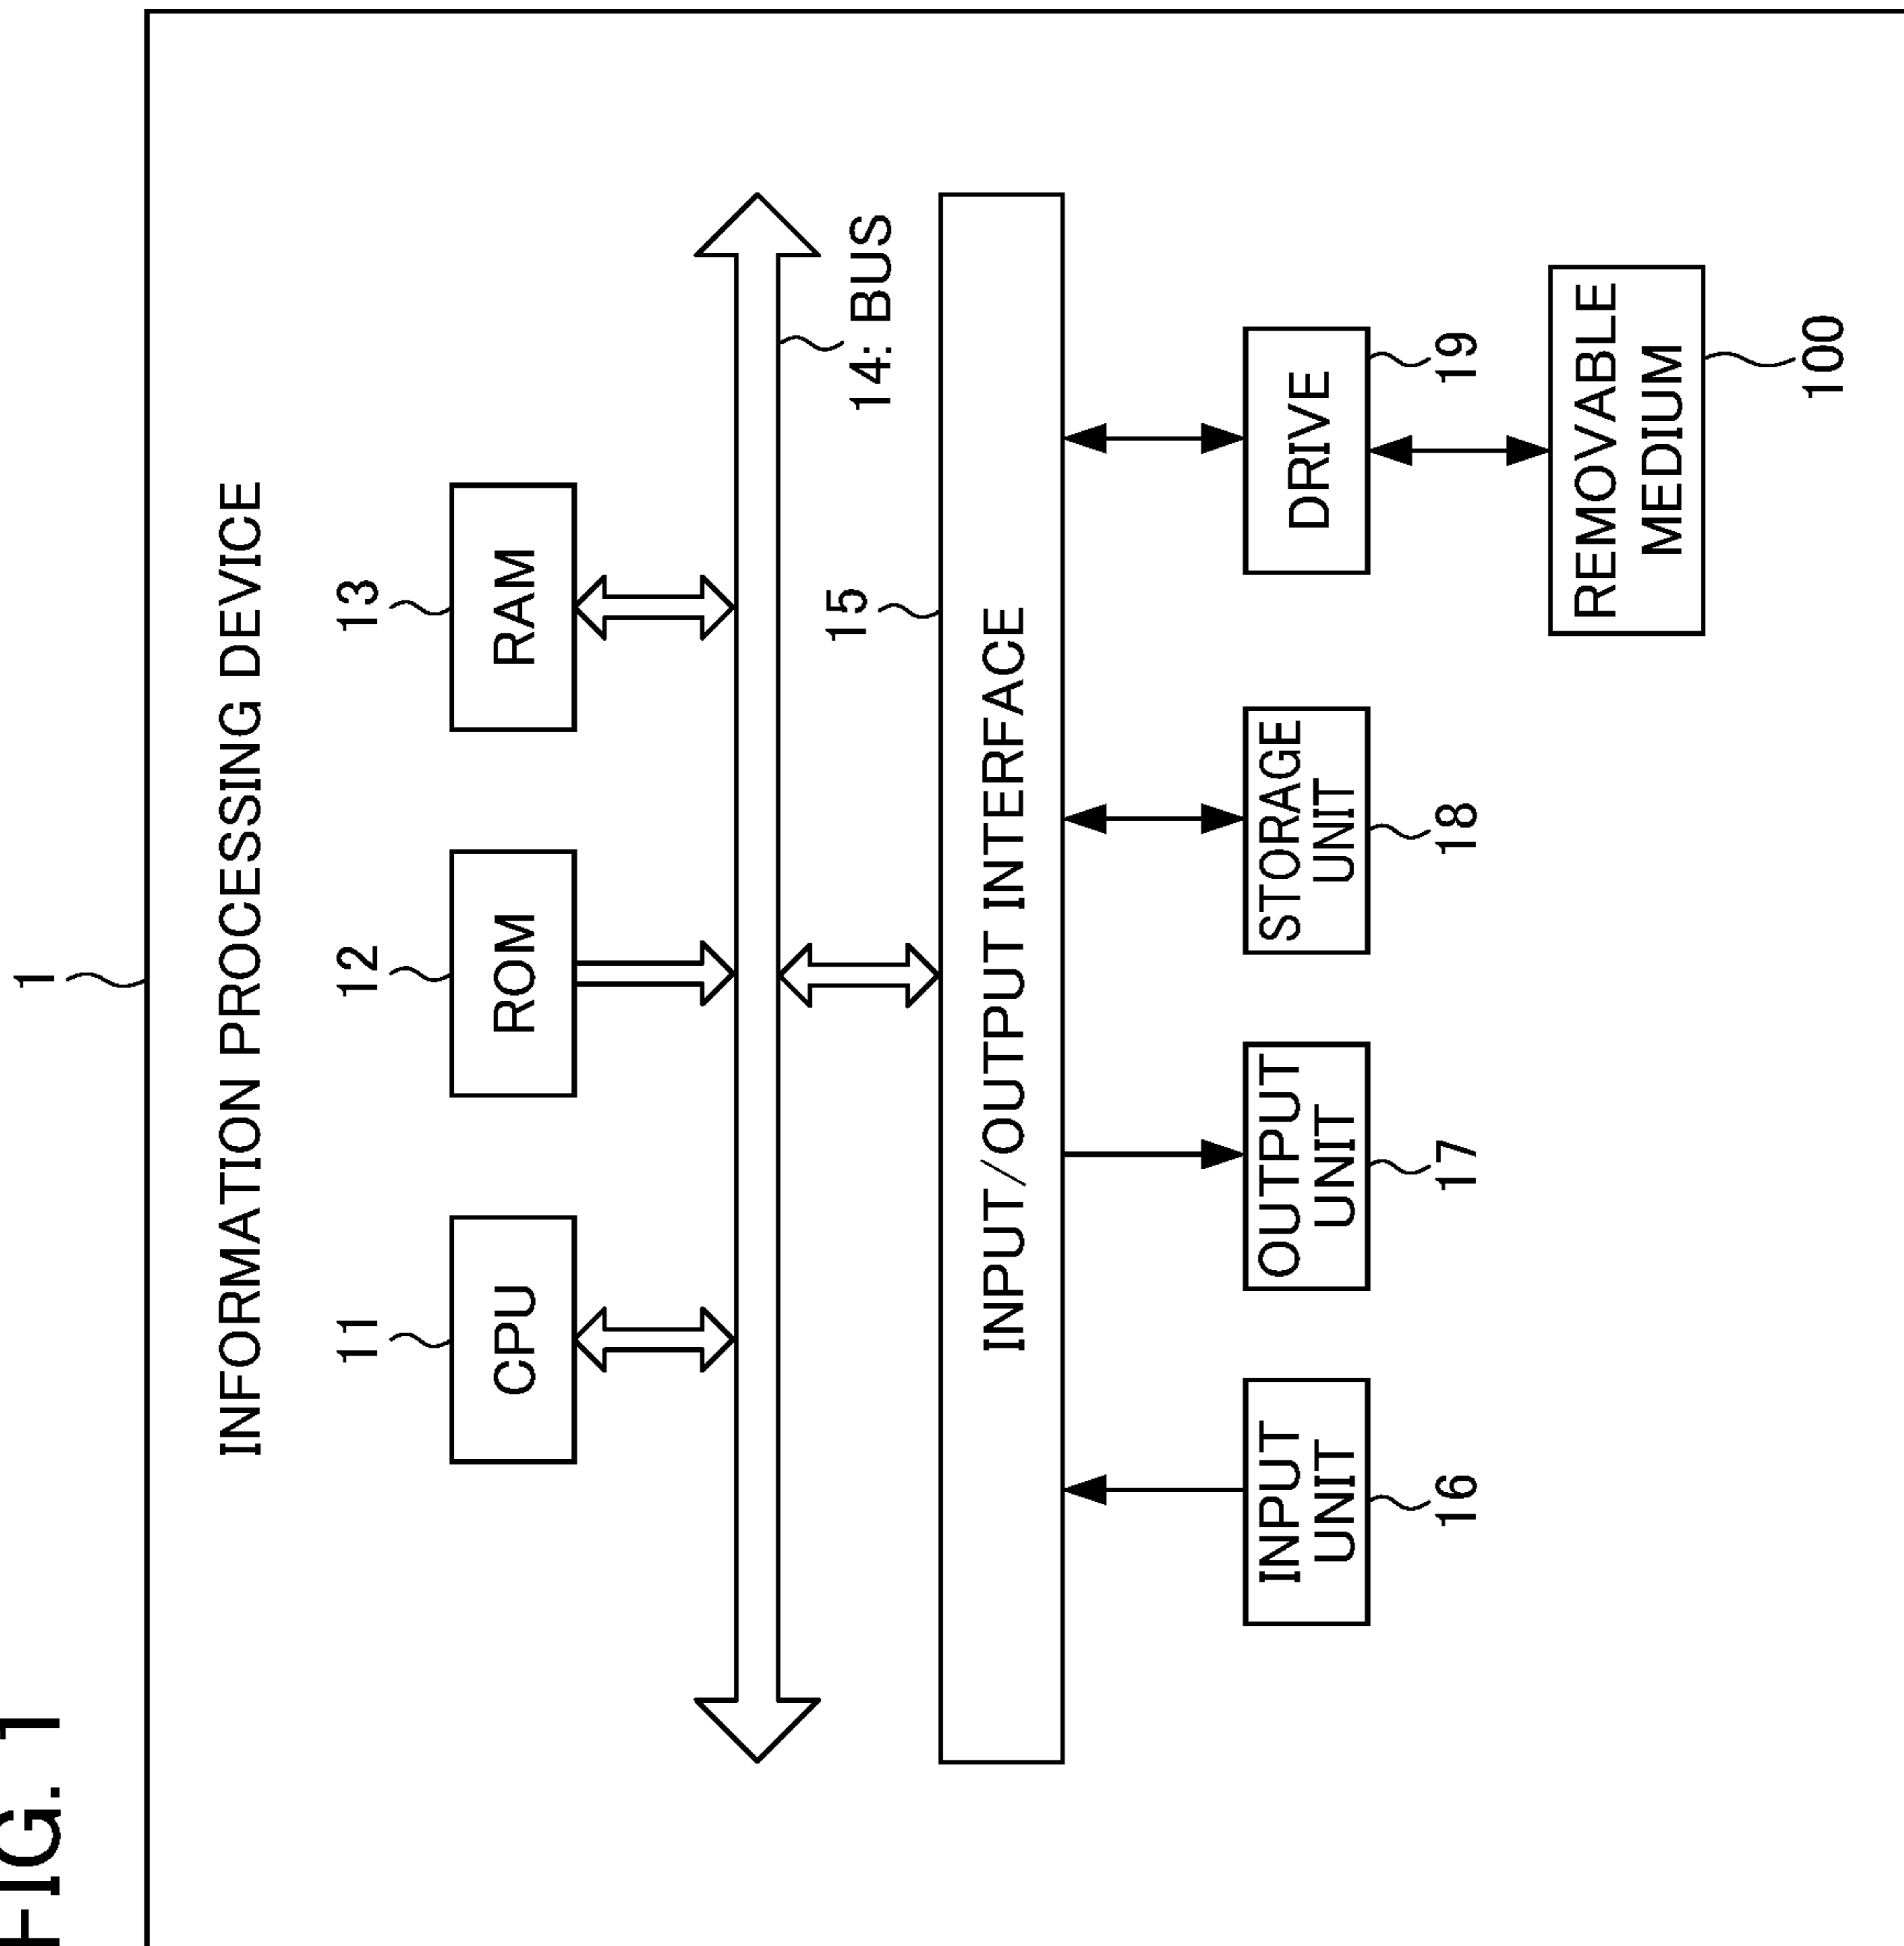 FIG. 1
1
INFORMATION PROCESSING DEVICE
11
12
13
CPU
ROM
RAM
14: BUS
15
INPUT/OUTPUT INTERFACE
INPUT
UNIT
OUTPUT
UNIT
STORAGE
UNIT
DRIVE
16
17
18
19
REMOVABLE
MEDIUM
100